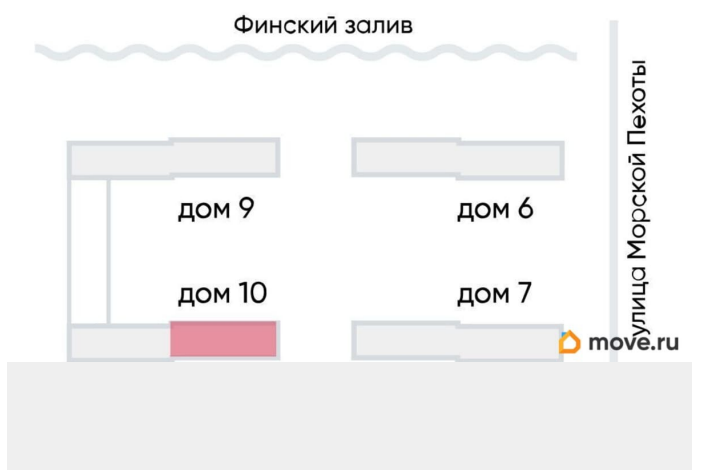 Финский залив
улица Морской Пехоты
дом 9
дом 6
дом 10
дом 7
move.ru